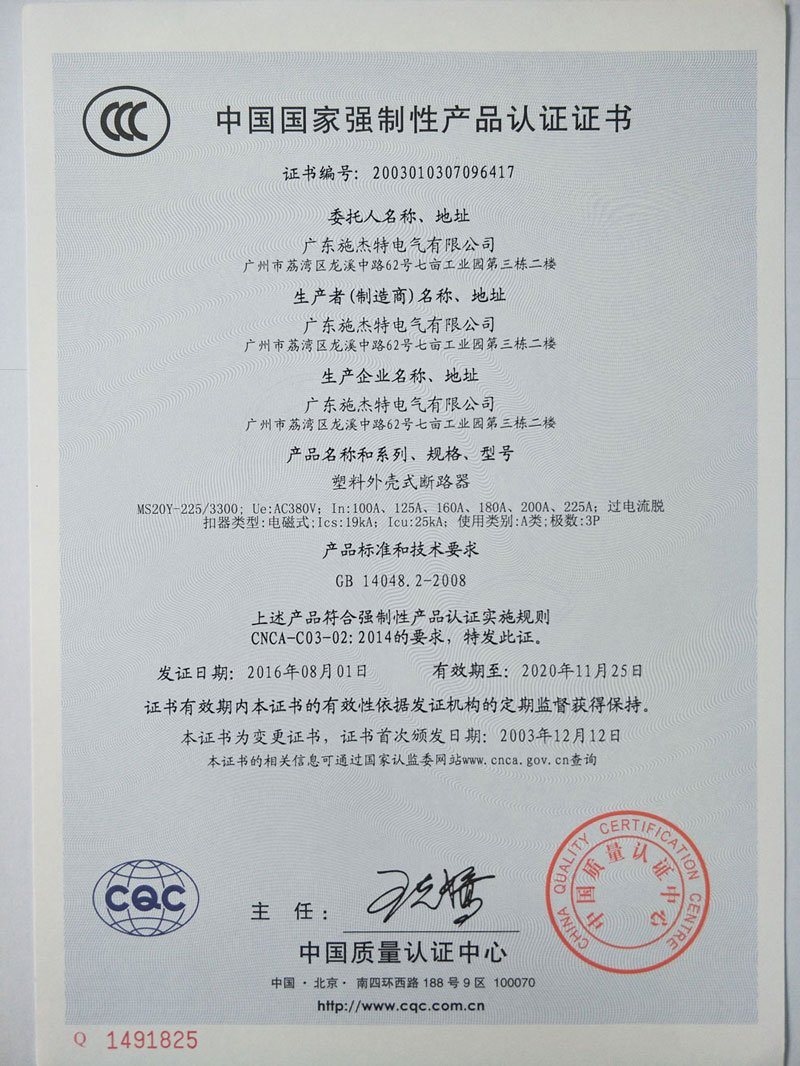 CCC
中国国家强制性产品认证证书
证书编号：2003010307096417
委托人名称、地址
广东施杰特电气有限公司
广州市荔湾区龙溪中路62号七亩工业园第三栋二楼
生产者(制造商)名称、地址
广东施杰特电气有限公司
广州市荔湾区龙溪中路62号七亩工业园第三栋二楼
生产企业名称、地址
广东施杰特电气有限公司
广州市荔湾区龙溪中路62号七亩工业园第三栋二楼
产品名称和系列、规格、型号
塑料外壳式断路器
MS20Y-225/3300; Ue:AC380V; In:100A、125A、160A、180A、200A、225A; 过电流脱
扣器类型:电磁式;Ics:19kA; Icu:25kA; 使用类别:A类;极数:3P
产品标准和技术要求
GB 14048.2-2008
上述产品符合强制性产品认证实施规则
CNCA-C03-02:2014的要求，特发此证。
发证日期：2016年08月01日 有效期至：2020年11月25日
证书有效期内本证书的有效性依据发证机构的定期监督获得保持。
本证书为变更证书，证书首次颁发日期：2003年12月12日
本证书的相关信息可通过国家认监委网站www.cnca.gov.cn查询
CHINA QUALITY CERTIFICATION CENTRE
中国质量认证中心
CQC
主 任：
中国质量认证中心
中国·北京·南四环西路 188 号 9 区 100070
http://www.cqc.com.cn
Q 1491825